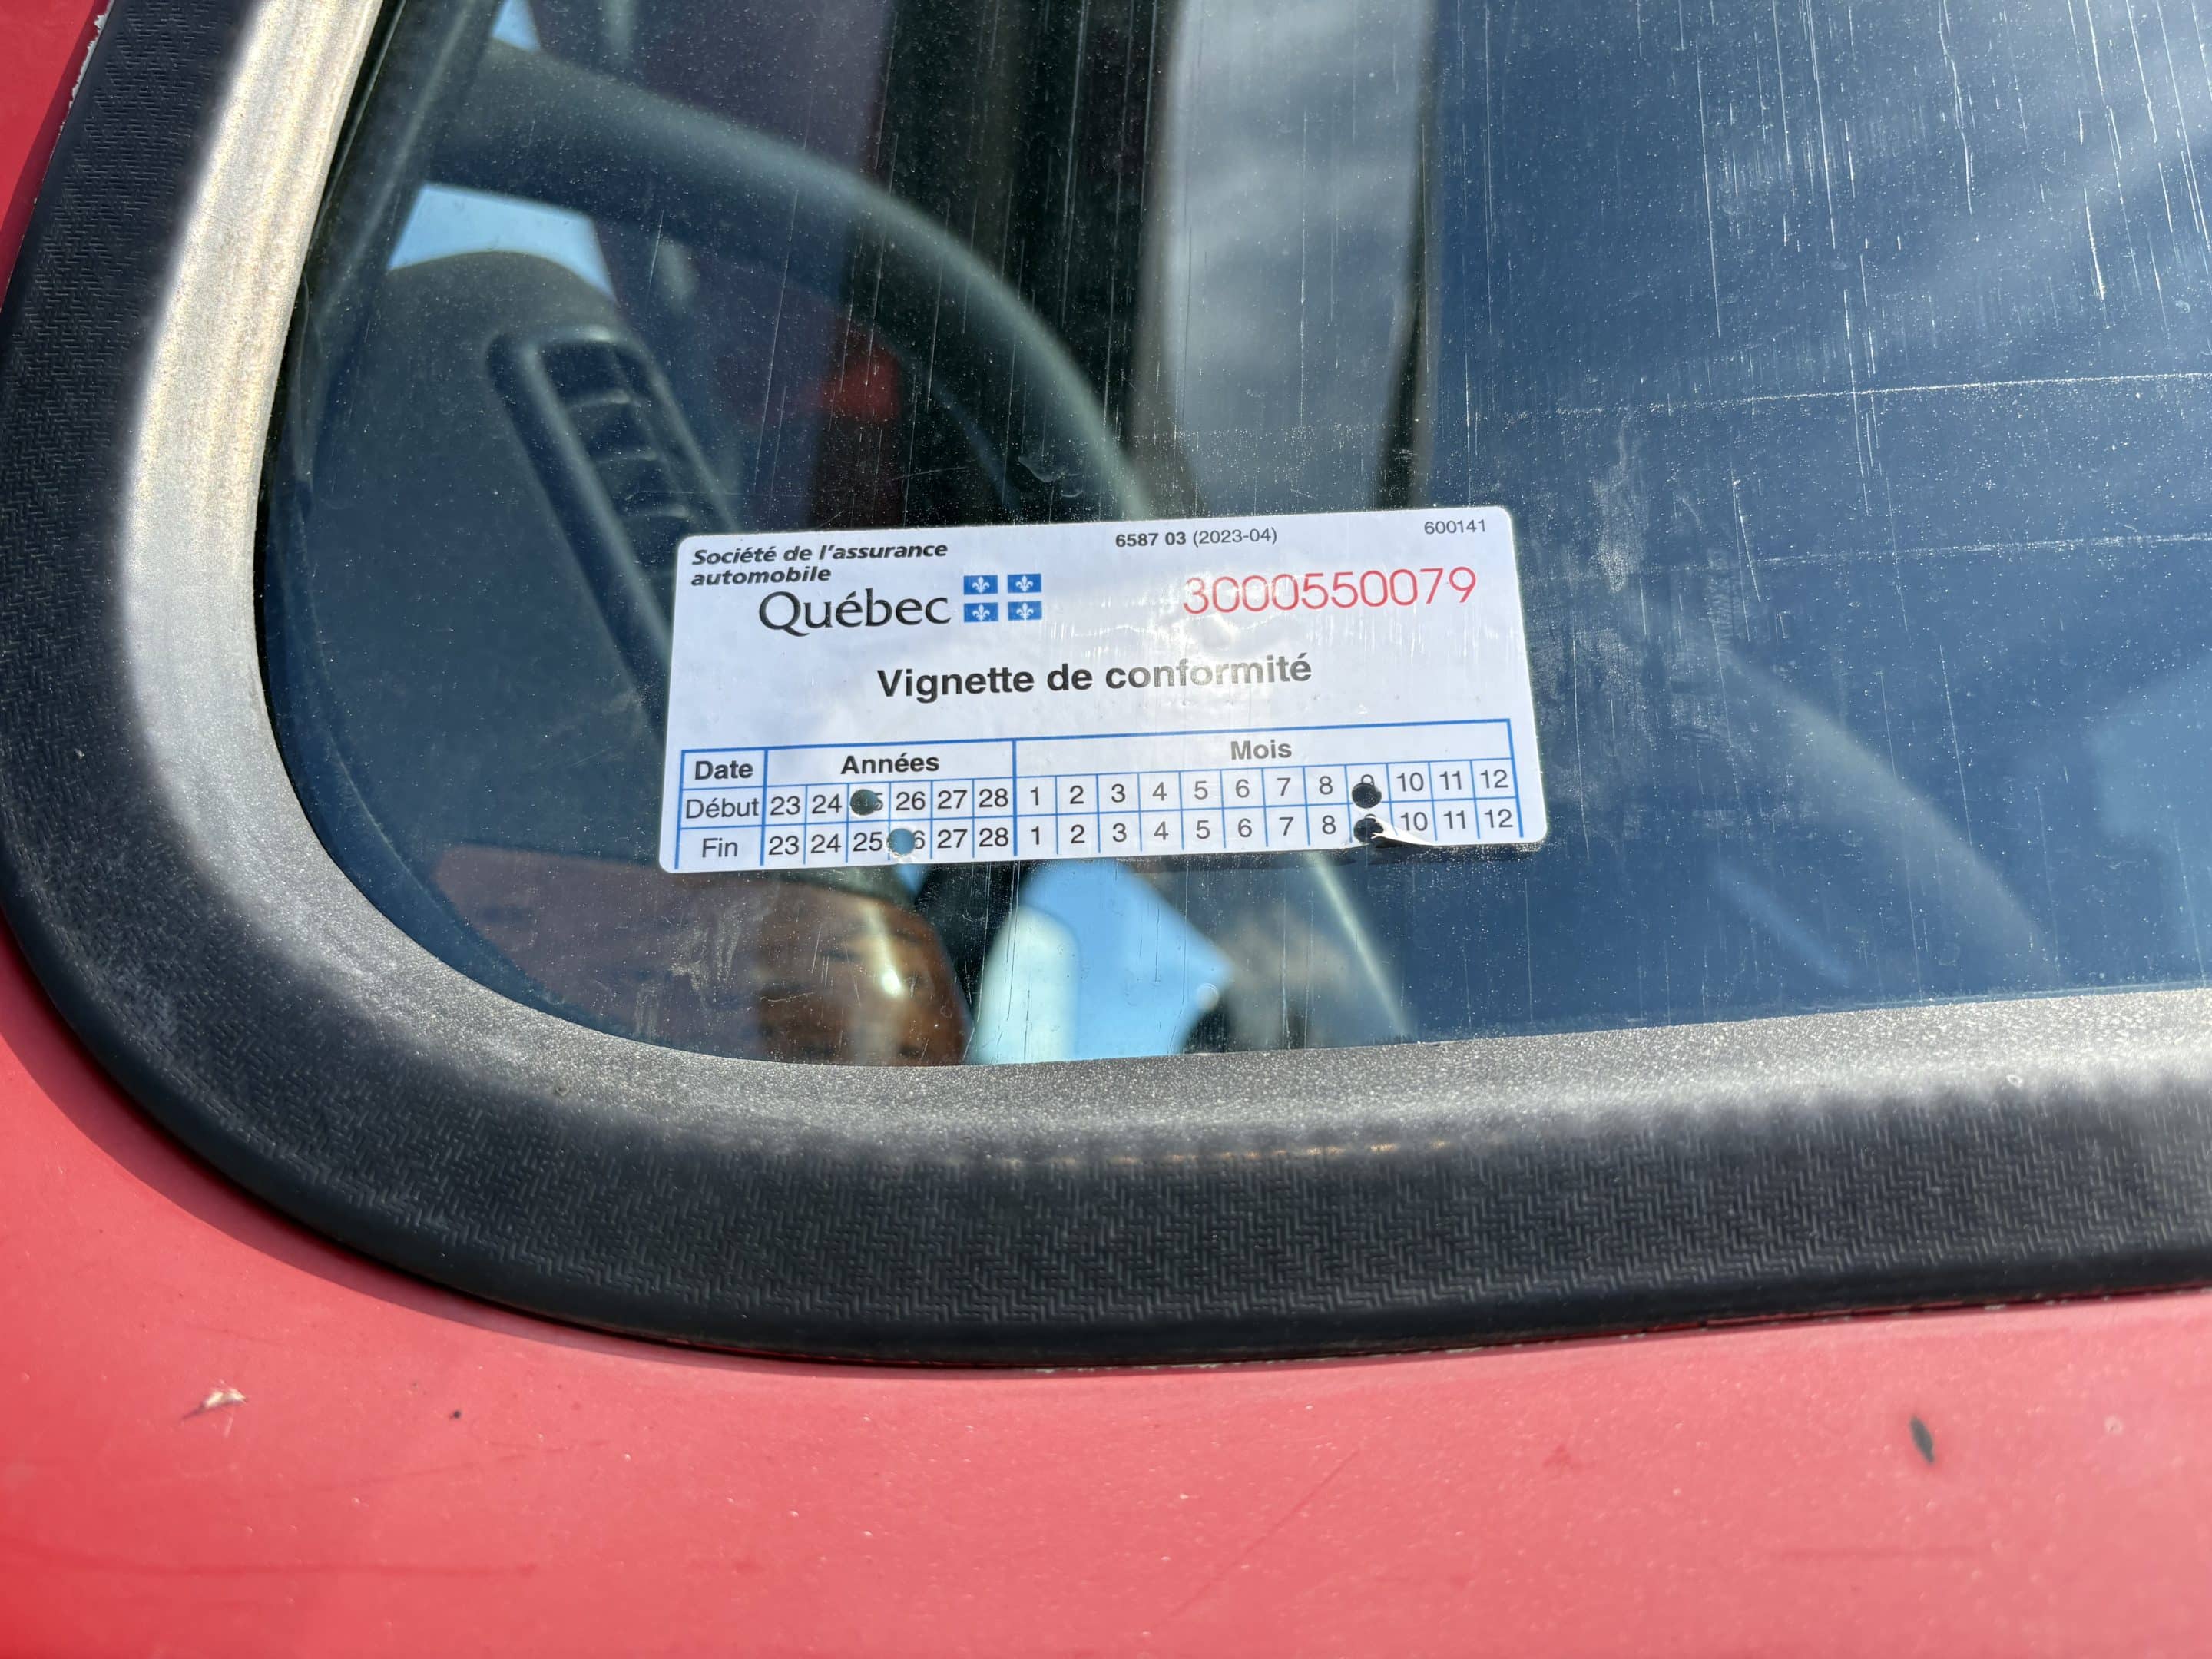 Société de l'assurance
automobile
Québec
6587 03 (2023-04)
600141
3000550079
Vignette de conformité
Date Années Mois
Début 23 24 26 27 28 1 2 3 4 5 6 7 8 9 10 11 12
Fin 23 24 25 6 27 28 1 2 3 4 5 6 7 8 10 11 12